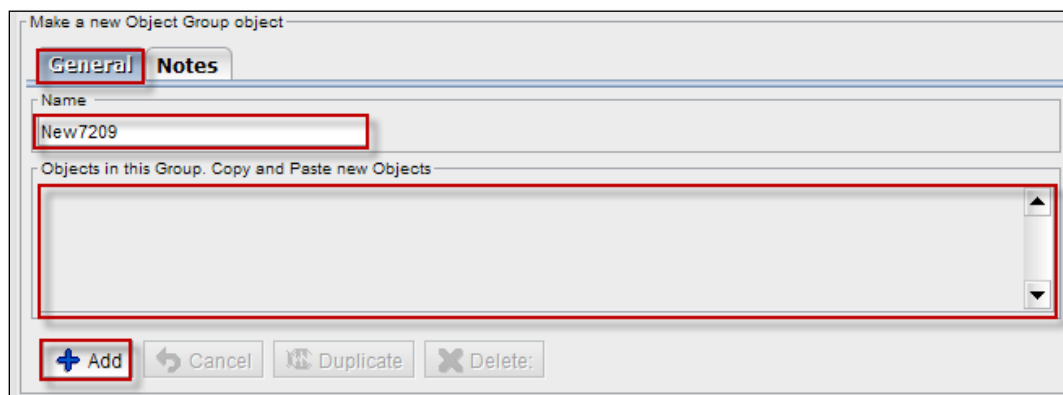 Make a new Object Group object
General Notes
Name
New7209
Objects in this Group. Copy and Paste new Objects
Add Cancel Duplicate Delete: